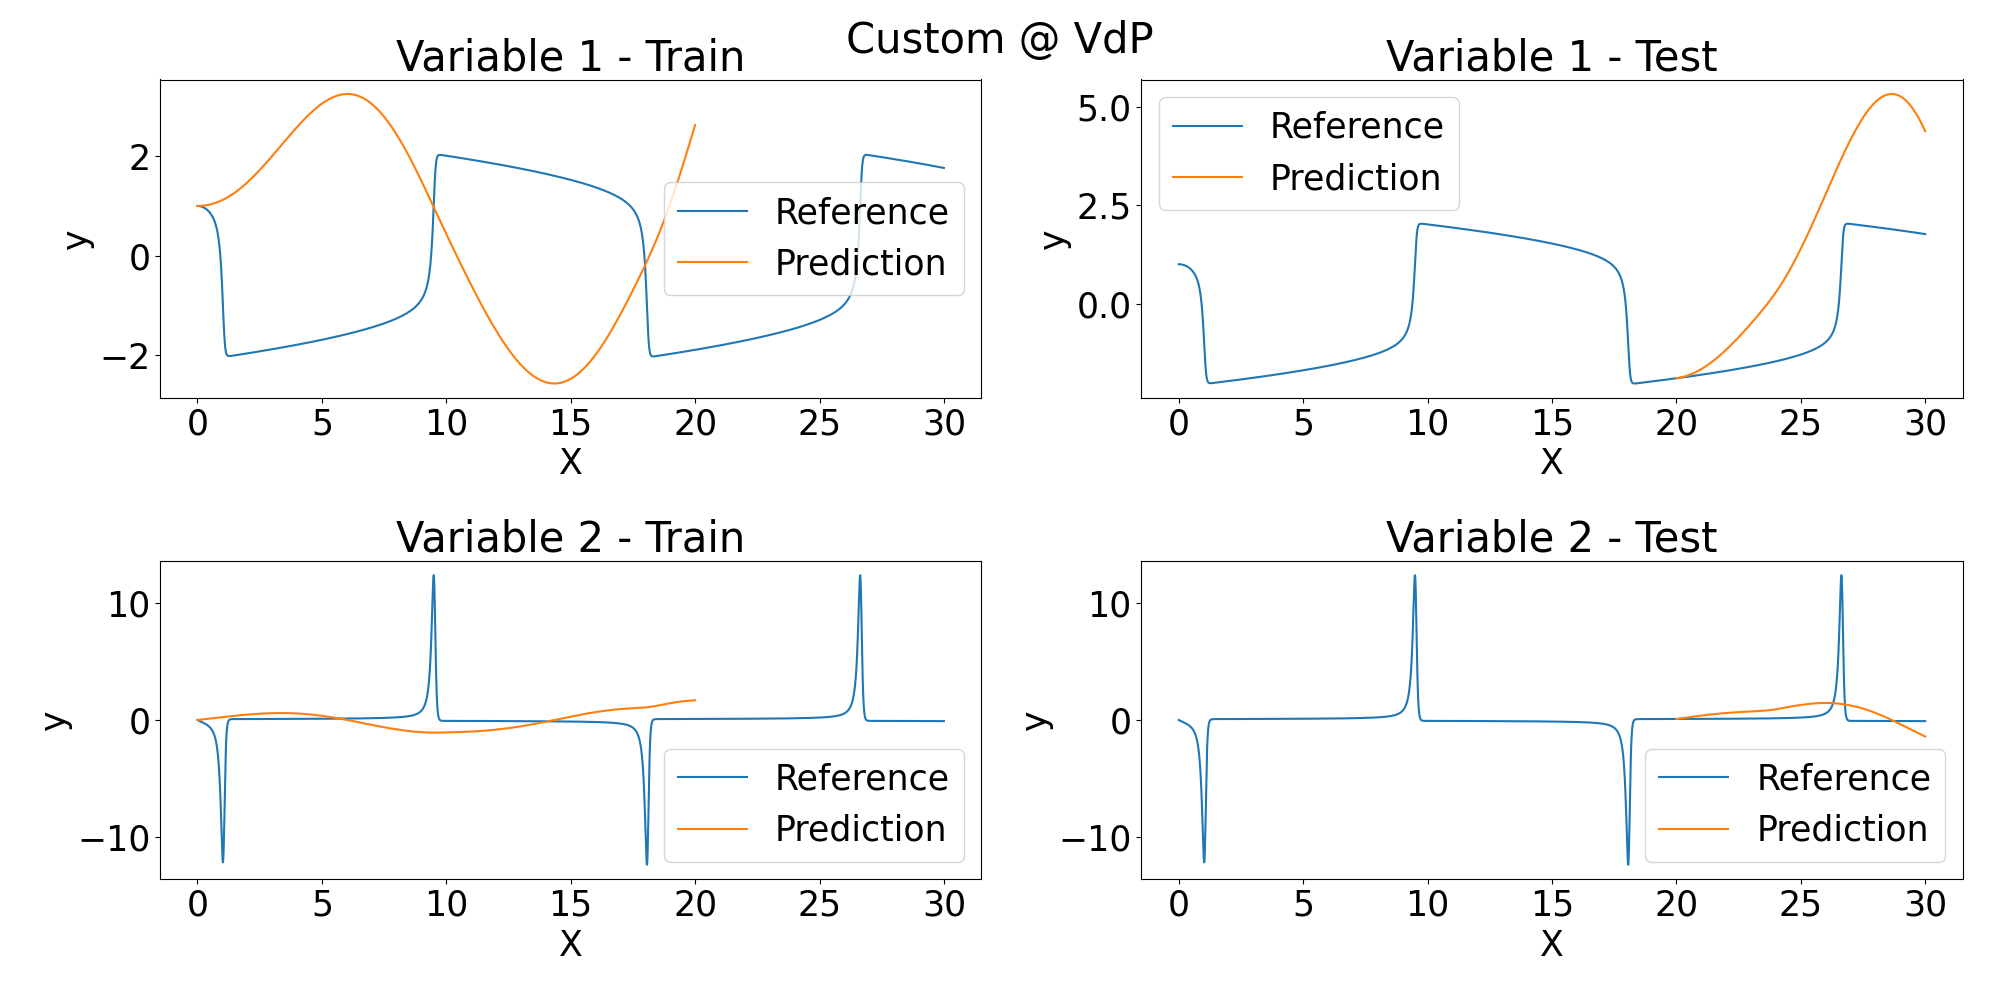 Custom @ VdP
Variable 1 - Train
2
0
−2
y
0 5 10 15 20 25 30
X
Reference
Prediction
Variable 1 - Test
5.0
2.5
0.0
y
0 5 10 15 20 25 30
X
Reference
Prediction
Variable 2 - Train
10
0
−10
y
0 5 10 15 20 25 30
X
Reference
Prediction
Variable 2 - Test
10
0
−10
y
0 5 10 15 20 25 30
X
Reference
Prediction